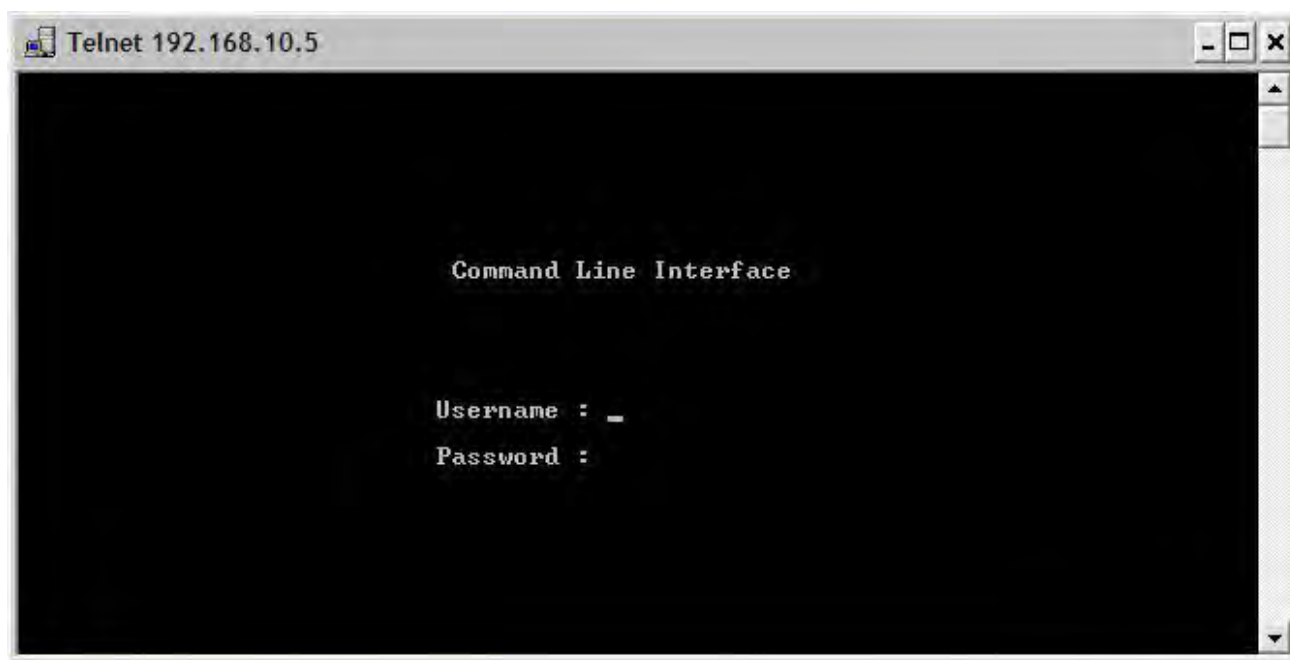 Telnet 192.168.10.5
Command Line Interface
Username : _
Password :